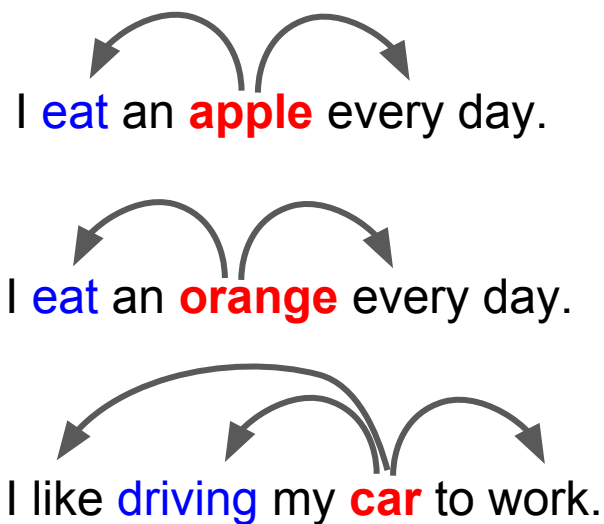 I eat an apple every day.
I eat an orange every day.
I like driving my car to work.